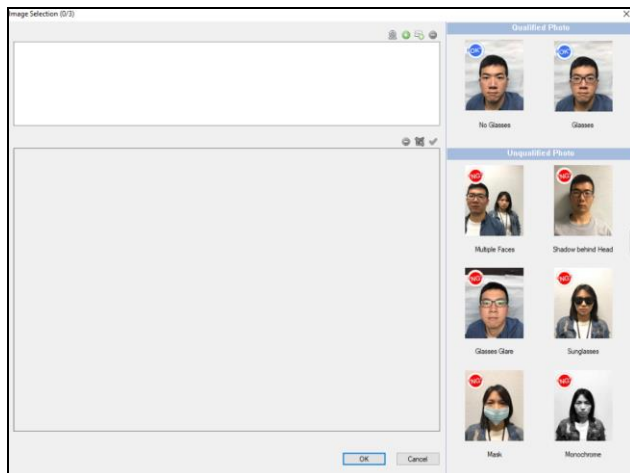 Image Selection (0/3)
Qualified Photo
OK
OK
No Glasses
Glasses
Unqualified Photo
NG
NG
Multiple Faces
Shadow behind Head
NG
NG
Glasses Glare
Sunglasses
NG
NG
Mask
Monochrome
OK
Cancel